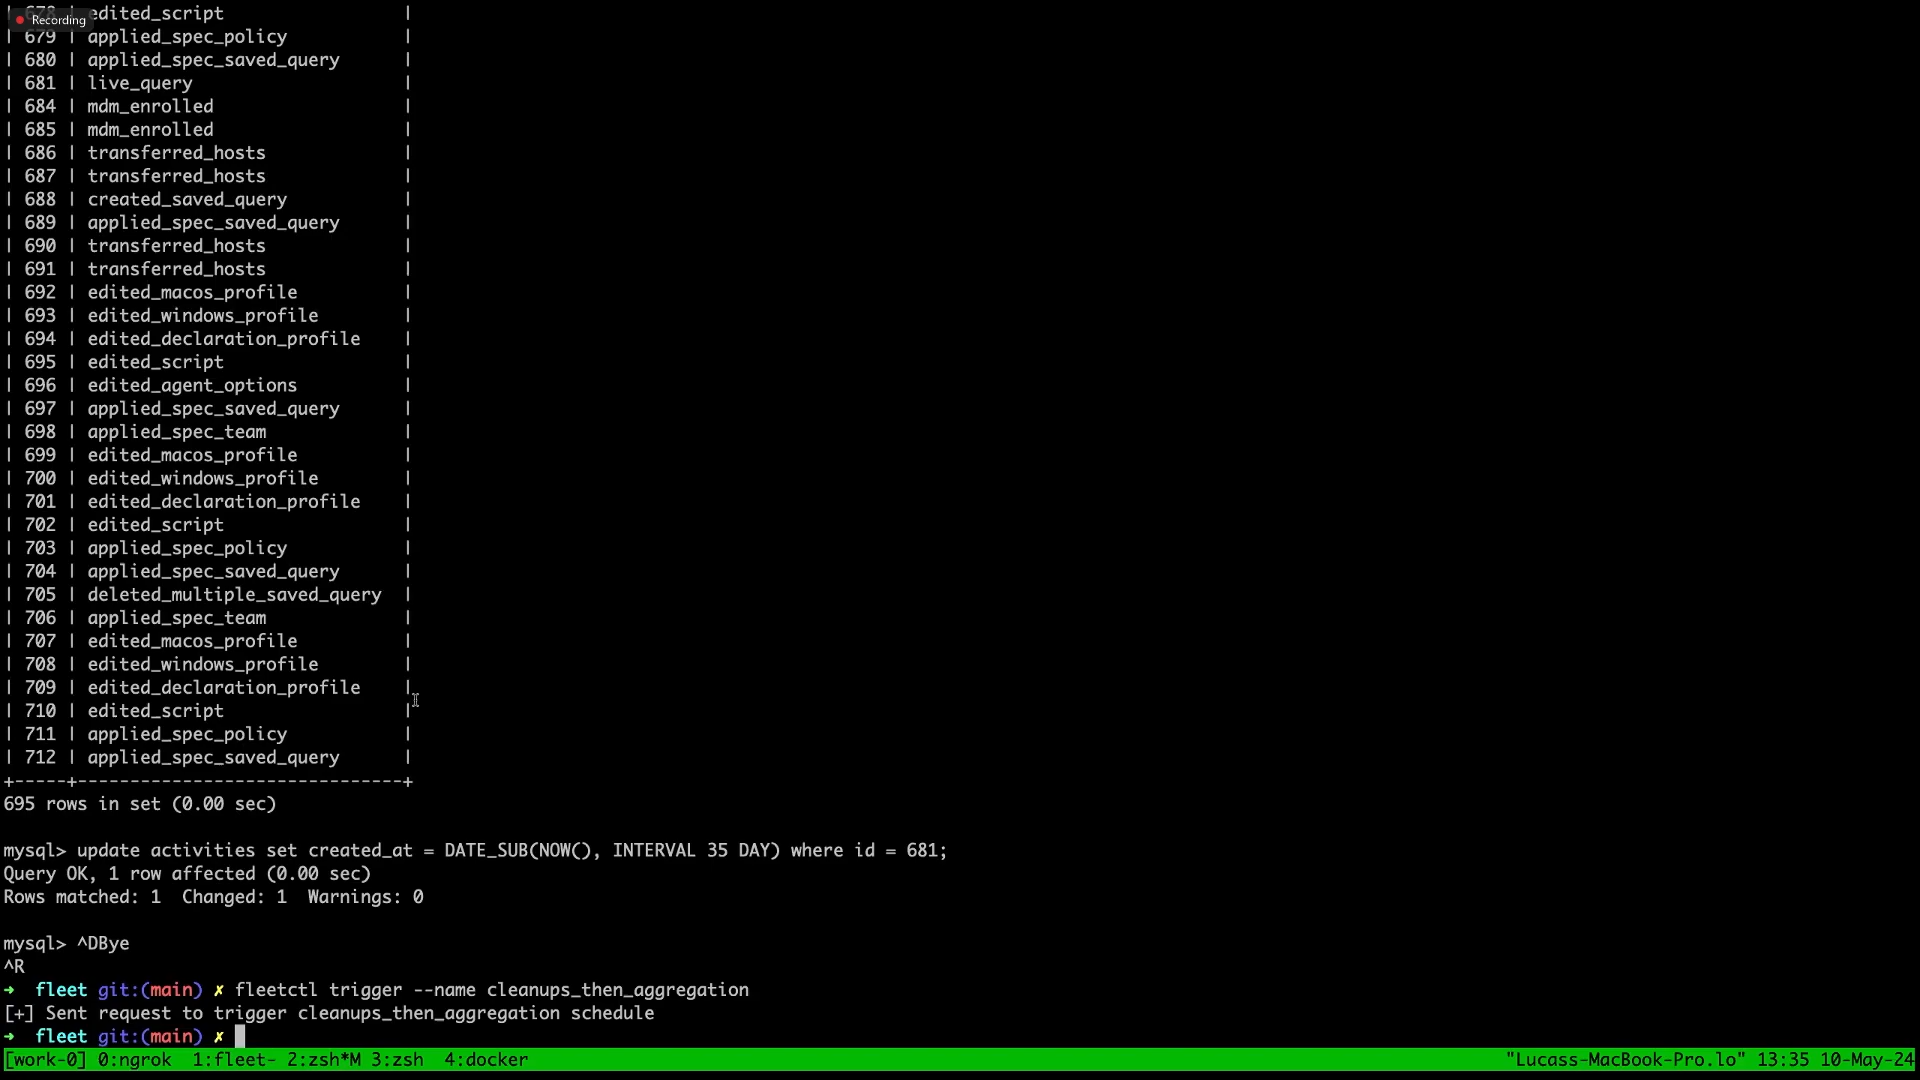 | 678 | edited_script                 |
Recording
| 679 | applied_spec_policy           |
| 680 | applied_spec_saved_query      |
| 681 | live_query                    |
| 684 | mdm_enrolled                  |
| 685 | mdm_enrolled                  |
| 686 | transferred_hosts             |
| 687 | transferred_hosts             |
| 688 | created_saved_query           |
| 689 | applied_spec_saved_query      |
| 690 | transferred_hosts             |
| 691 | transferred_hosts             |
| 692 | edited_macos_profile          |
| 693 | edited_windows_profile        |
| 694 | edited_declaration_profile    |
| 695 | edited_script                 |
| 696 | edited_agent_options          |
| 697 | applied_spec_saved_query      |
| 698 | applied_spec_team             |
| 699 | edited_macos_profile          |
| 700 | edited_windows_profile        |
| 701 | edited_declaration_profile    |
| 702 | edited_script                 |
| 703 | applied_spec_policy           |
| 704 | applied_spec_saved_query      |
| 705 | deleted_multiple_saved_query  |
| 706 | applied_spec_team             |
| 707 | edited_macos_profile          |
| 708 | edited_windows_profile        |
| 709 | edited_declaration_profile    |
| 710 | edited_script                 |
| 711 | applied_spec_policy           |
| 712 | applied_spec_saved_query      |
+-----+-------------------------------+
695 rows in set (0.00 sec)
mysql> update activities set created_at = DATE_SUB(NOW(), INTERVAL 35 DAY) where id = 681;
Query OK, 1 row affected (0.00 sec)
Rows matched: 1  Changed: 1  Warnings: 0
mysql> ^DBye
^R
➜  fleet git:(main) ✗ fleetctl trigger --name cleanups_then_aggregation
[+] Sent request to trigger cleanups_then_aggregation schedule
➜  fleet git:(main) ✗
[work-0] 0:ngrok  1:fleet- 2:zsh*M 3:zsh  4:docker "Lucass-MacBook-Pro.lo" 13:35 10-May-24